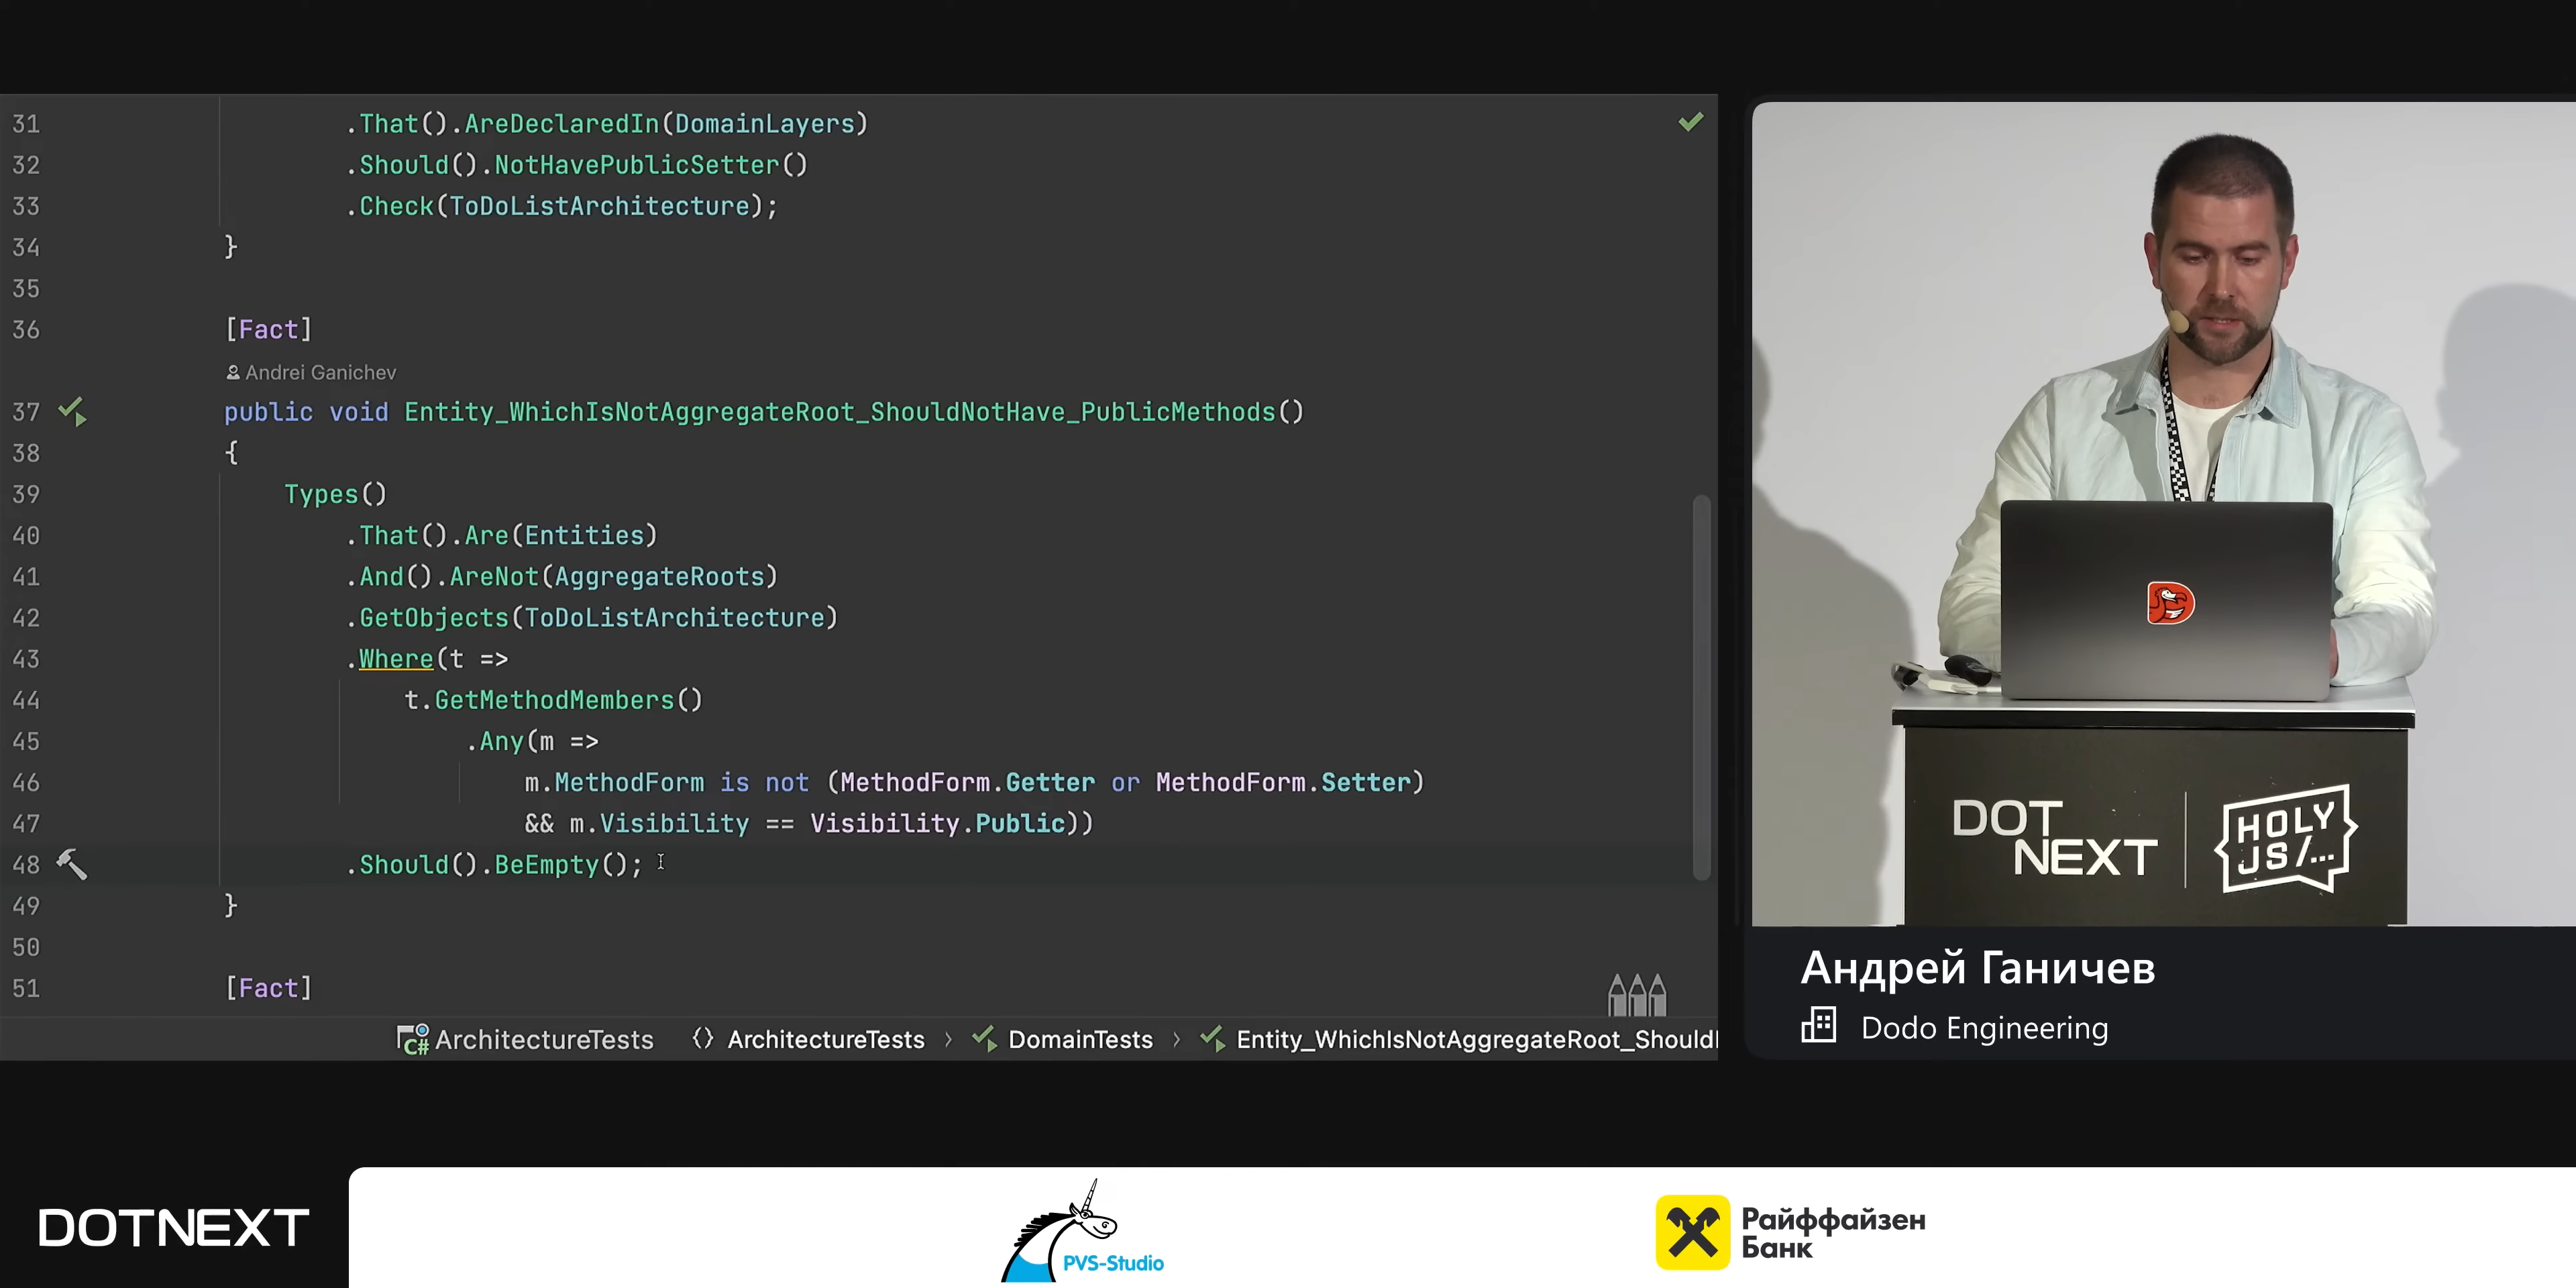 31 .That().AreDeclaredIn(DomainLayers)
32 .Should().NotHavePublicSetter()
33 .Check(ToDoListArchitecture);
34 }
35
36 [Fact]
Andrei Ganichev
37 public void Entity_WhichIsNotAggregateRoot_ShouldNotHave_PublicMethods()
38 {
39 Types()
40 .That().Are(Entities)
41 .And().AreNot(AggregateRoots)
42 .GetObjects(ToDoListArchitecture)
43 .Where(t =>
44 t.GetMethodMembers()
45 .Any(m =>
46 m.MethodForm is not (MethodForm.Getter or MethodForm.Setter)
47 && m.Visibility == Visibility.Public))
48 .Should().BeEmpty();
49 }
50
51 [Fact]
C# ArchitectureTests {} ArchitectureTests > DomainTests > Entity_WhichIsNotAggregateRoot_Should
DOT
NEXT
HOLY
JS/...
Андрей Ганичев
Dodo Engineering
DOTNEXT
PVS-Studio
Райффайзен
Банк